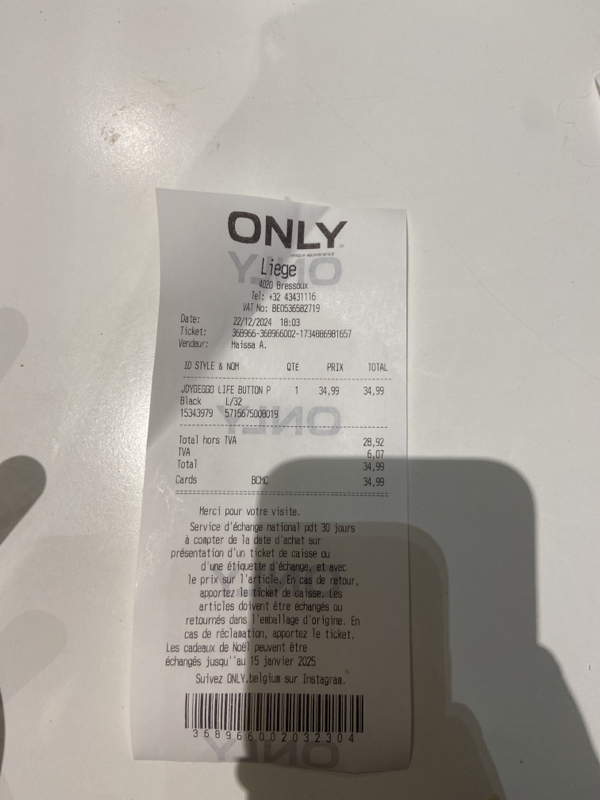 ONLY
Liège
4020 Bressoux
Tel: +32 43431116
VAT No: BE0536582719
Date: 22/12/2024 18:03
Ticket: 368966-368966002-1734886981657
Vendeur: Maissa A.
ID STYLE & NOM QTE PRIX TOTAL
JDYGEGGO LIFE BUTTON P 1 34,99 34,99
Black L/32
15343979 5715675008019
Total hors TVA 28,92
TVA 6,07
Total 34,99
Cards BCMC 34,99
Merci pour votre visite.
Service d'échange national pdt 30 jours
à compter de la date d'achat sur
présentation d'un ticket de caisse ou
d'une étiquette d'échange, et avec
le prix sur l'article. En cas de retour,
apportez le ticket de caisse. Les
articles doivent être échangés ou
retournés dans l'emballage d'origine. En
cas de réclamation, apportez le ticket.
Les cadeaux de Noël peuvent être
échangés jusqu''au 15 janvier 2025
Suivez ONLY.belgium sur Instagram.
368966002032304